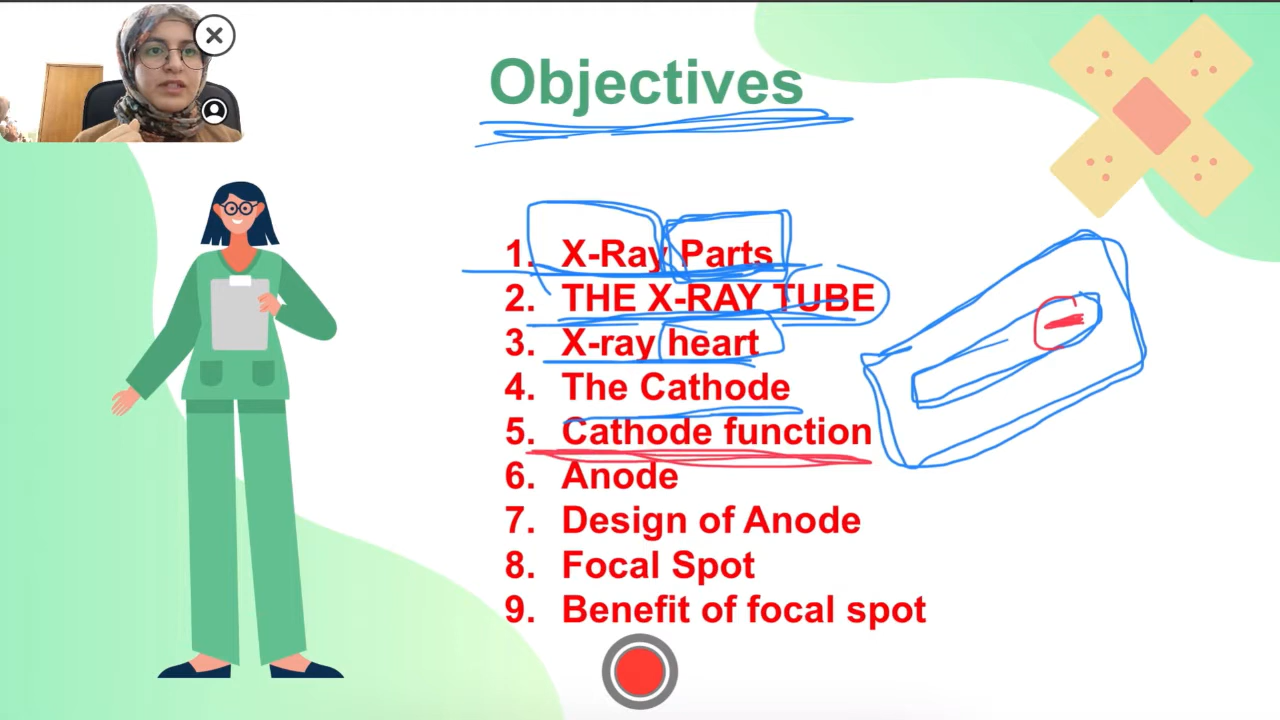 Objectives
1. X-Ray Parts
2. THE X-RAY TUBE
3. X-ray heart
4. The Cathode
5. Cathode function
6. Anode
7. Design of Anode
8. Focal Spot
9. Benefit of focal spot